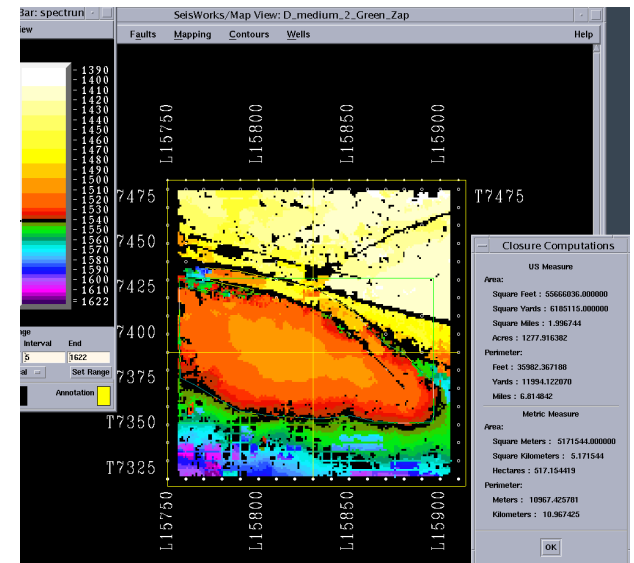 Bar: spectrun
SeisWorks/Map View: D_medium_2_Green_Zap
iew
Faults Mapping Contours Wells Help
1390
1400
1410
1420
1430
1440
1450
1460
1470
1480
1490
1500
1510
1520
1530
1540
1550
1560
1570
1580
1590
1600
1610
1622
L15750 L15800 L15850 L15900
7475 T7475
7450
7425
7400
7375
T7350
T7325
L15750 L15800 L15850 L15900
nge
Interval End
5 1622
al Set Range
Annotation
Closure Computations
US Measure
Area:
Square Feet : 55666036.000000
Square Yards : 6185115.000000
Square Miles : 1.996744
Acres : 1277.916382
Perimeter:
Feet : 35982.367188
Yards : 11994.122070
Miles : 6.814842
Metric Measure
Area:
Square Meters : 5171544.000000
Square Kilometers : 5.171544
Hectares : 517.154419
Perimeter:
Meters : 10967.425781
Kilometers : 10.967425
OK